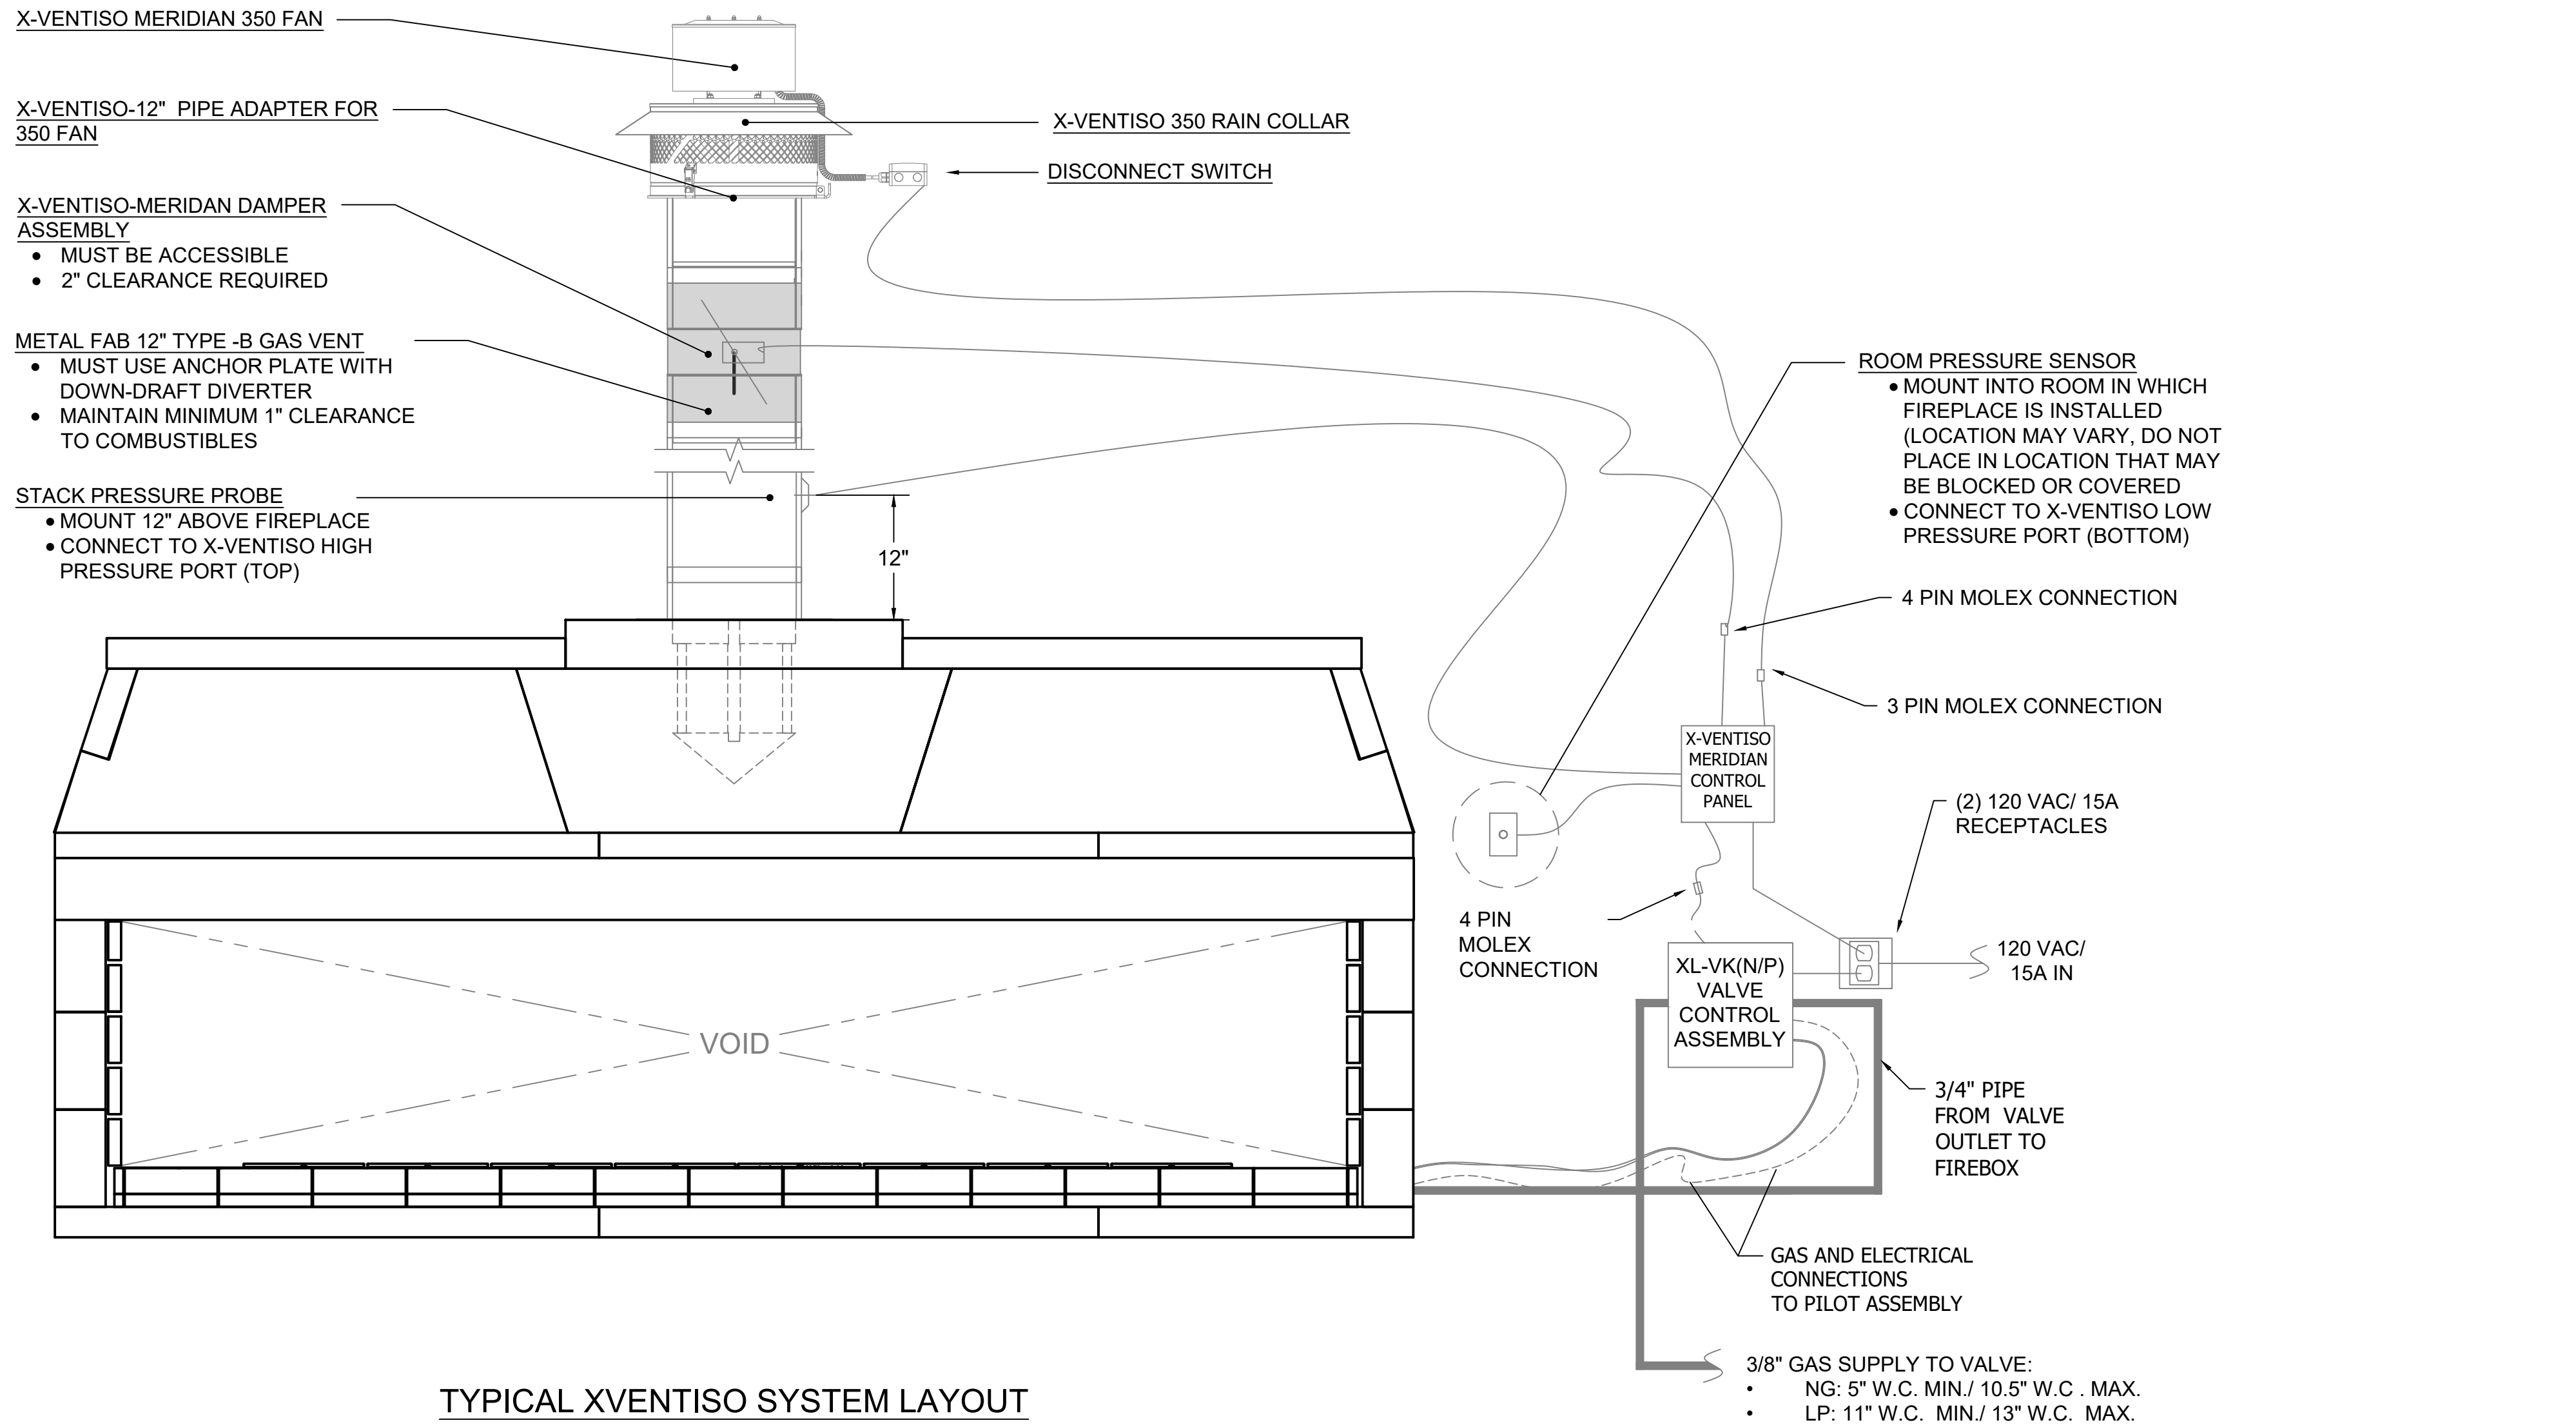 X-VENTISO MERIDIAN 350 FAN
X-VENTISO-12" PIPE ADAPTER FOR
350 FAN
X-VENTISO 350 RAIN COLLAR
DISCONNECT SWITCH
X-VENTISO-MERIDAN DAMPER
ASSEMBLY
• MUST BE ACCESSIBLE
• 2" CLEARANCE REQUIRED
METAL FAB 12" TYPE -B GAS VENT
• MUST USE ANCHOR PLATE WITH
DOWN-DRAFT DIVERTER
• MAINTAIN MINIMUM 1" CLEARANCE
TO COMBUSTIBLES
STACK PRESSURE PROBE
• MOUNT 12" ABOVE FIREPLACE
• CONNECT TO X-VENTISO HIGH
PRESSURE PORT (TOP)
12"
ROOM PRESSURE SENSOR
• MOUNT INTO ROOM IN WHICH
FIREPLACE IS INSTALLED
(LOCATION MAY VARY, DO NOT
PLACE IN LOCATION THAT MAY
BE BLOCKED OR COVERED
• CONNECT TO X-VENTISO LOW
PRESSURE PORT (BOTTOM)
4 PIN MOLEX CONNECTION
3 PIN MOLEX CONNECTION
X-VENTISO
MERIDIAN
CONTROL
PANEL
(2) 120 VAC/ 15A
RECEPTACLES
4 PIN
MOLEX
CONNECTION
120 VAC/
15A IN
XL-VK(N/P)
VALVE
CONTROL
ASSEMBLY
VOID
3/4" PIPE
FROM VALVE
OUTLET TO
FIREBOX
GAS AND ELECTRICAL
CONNECTIONS
TO PILOT ASSEMBLY
3/8" GAS SUPPLY TO VALVE:
• NG: 5" W.C. MIN./ 10.5" W.C . MAX.
• LP: 11" W.C. MIN./ 13" W.C. MAX.
TYPICAL XVENTISO SYSTEM LAYOUT